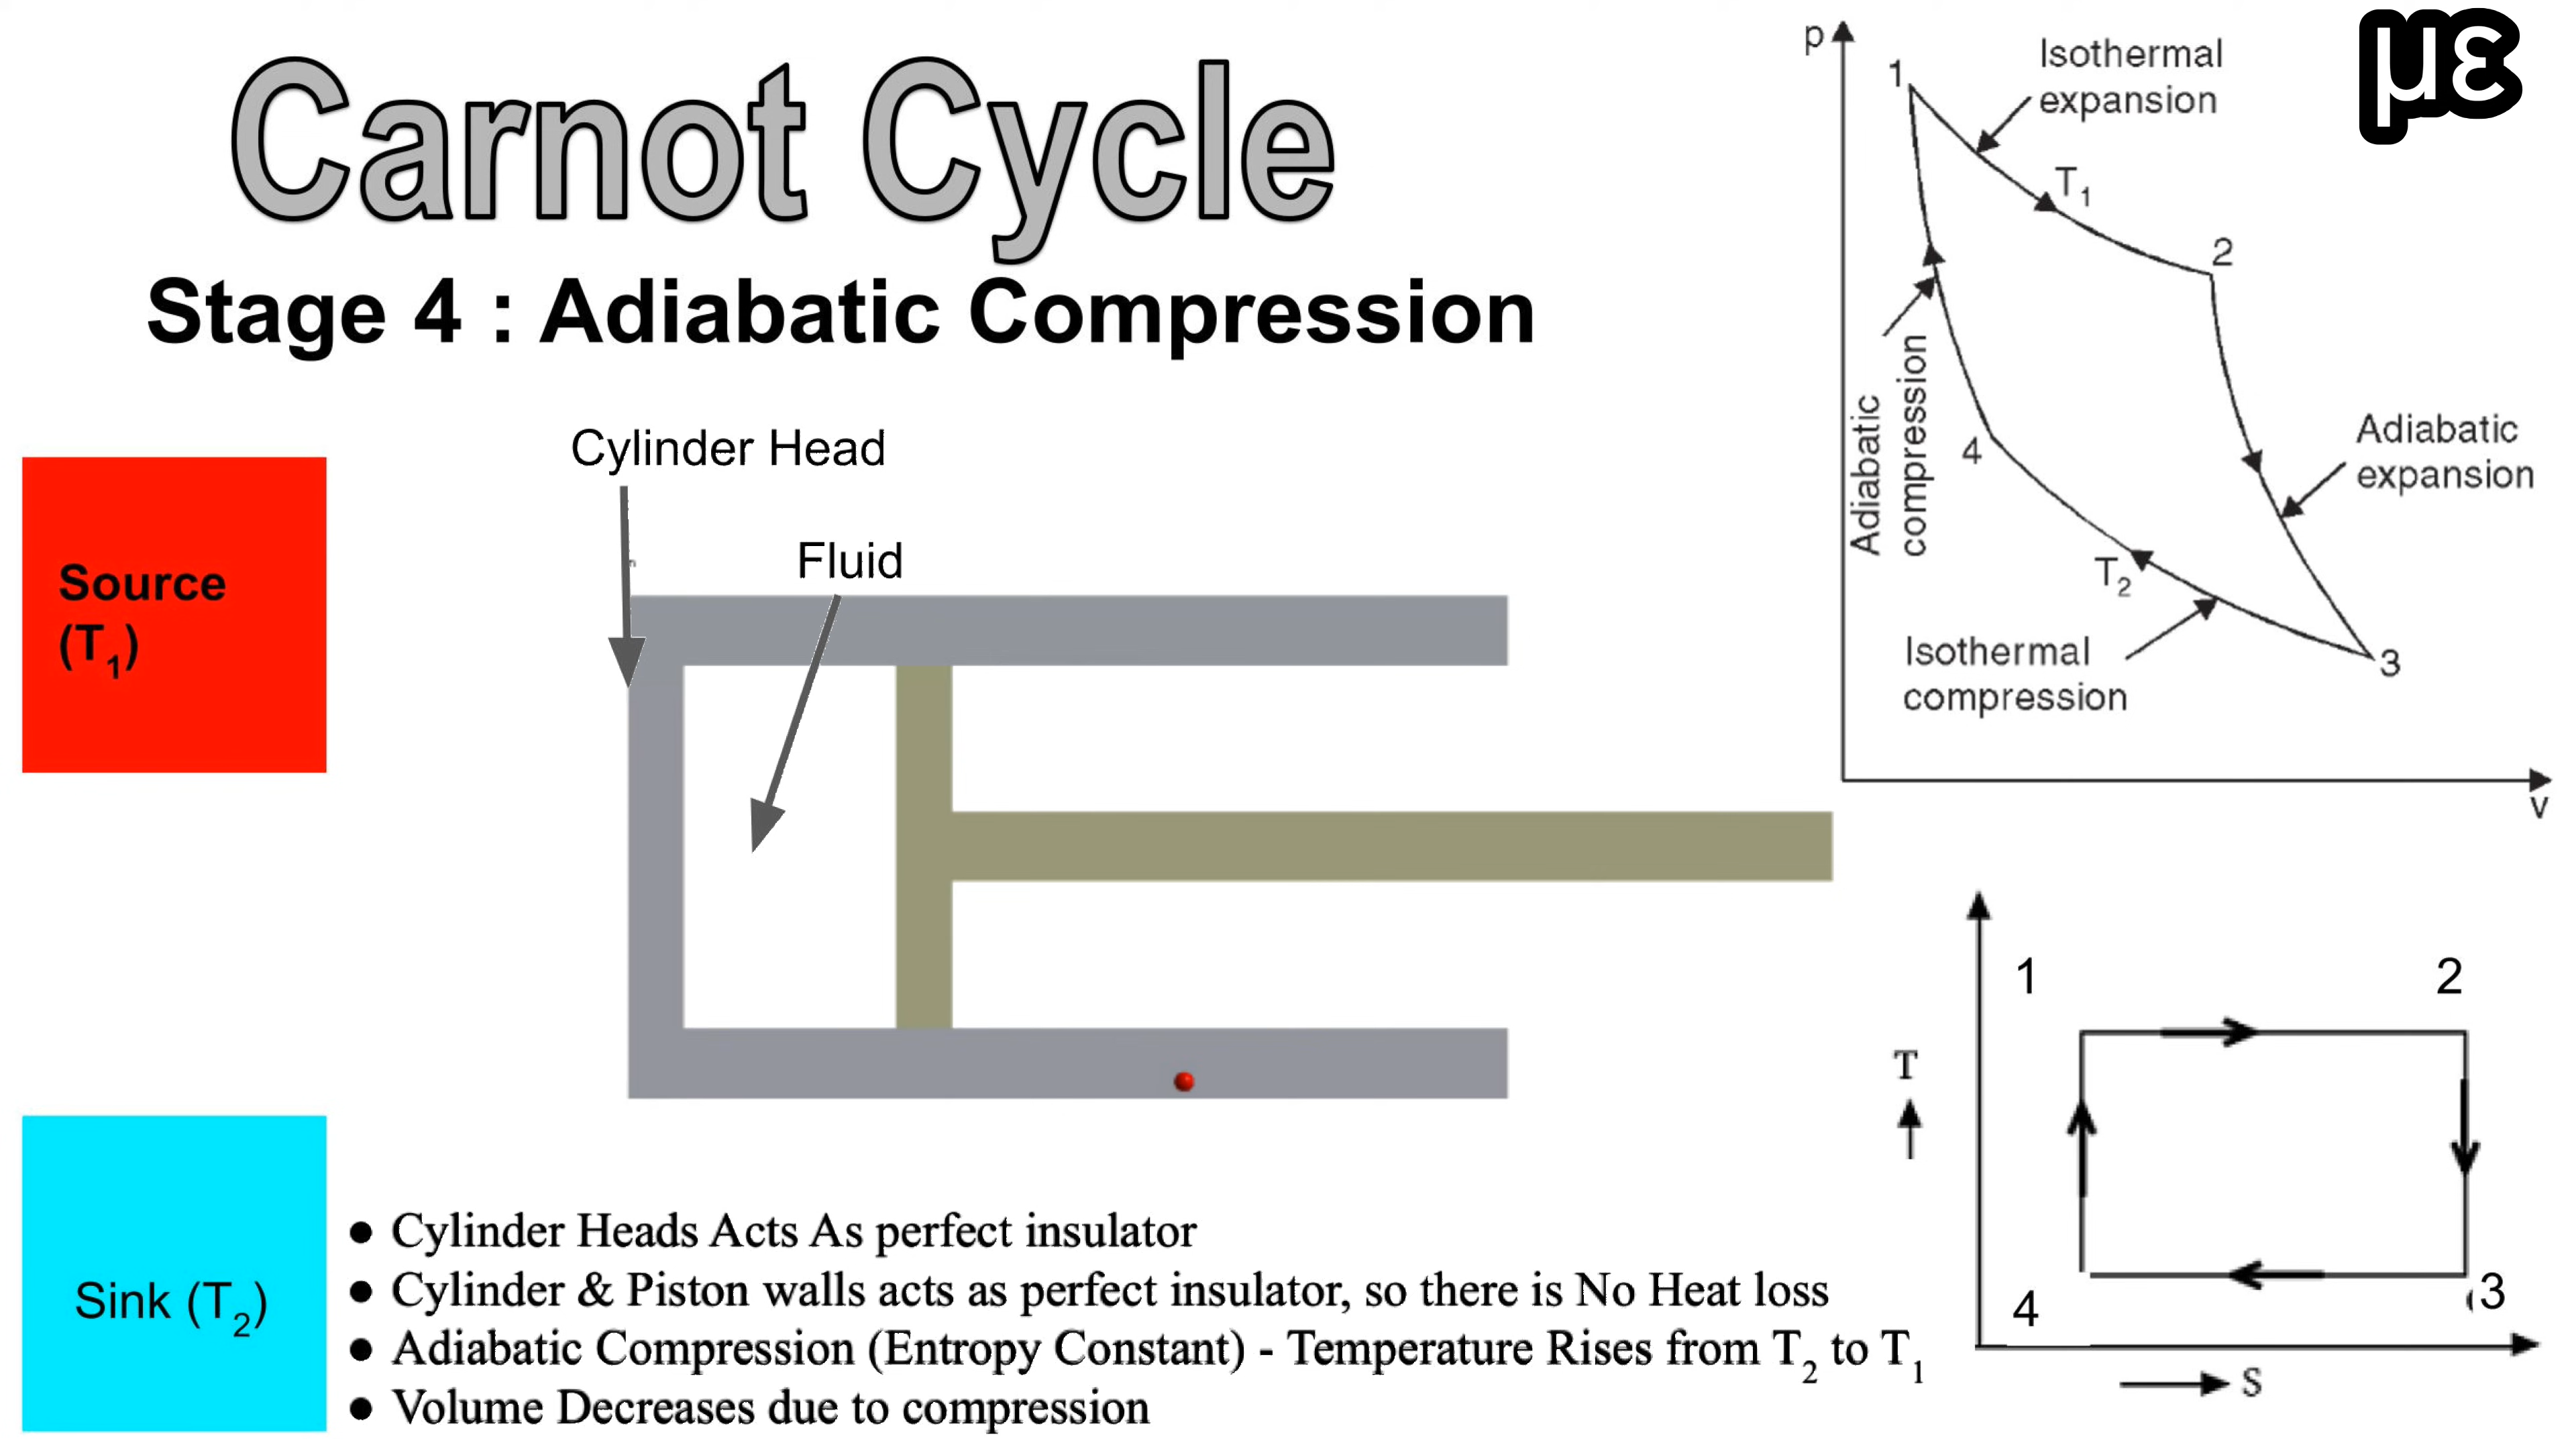 Carnot Cycle
Stage 4 : Adiabatic Compression
με
Cylinder Head
Fluid
Source
(T₁)
Sink (T₂)
● Cylinder Heads Acts As perfect insulator
● Cylinder & Piston walls acts as perfect insulator, so there is No Heat loss
● Adiabatic Compression (Entropy Constant) - Temperature Rises from T₂ to T₁
● Volume Decreases due to compression
p
1
Isothermal
expansion
T₁
2
Adiabatic
compression
4
Adiabatic
expansion
T₂
Isothermal
compression
3
v
1
2
T
4
3
S